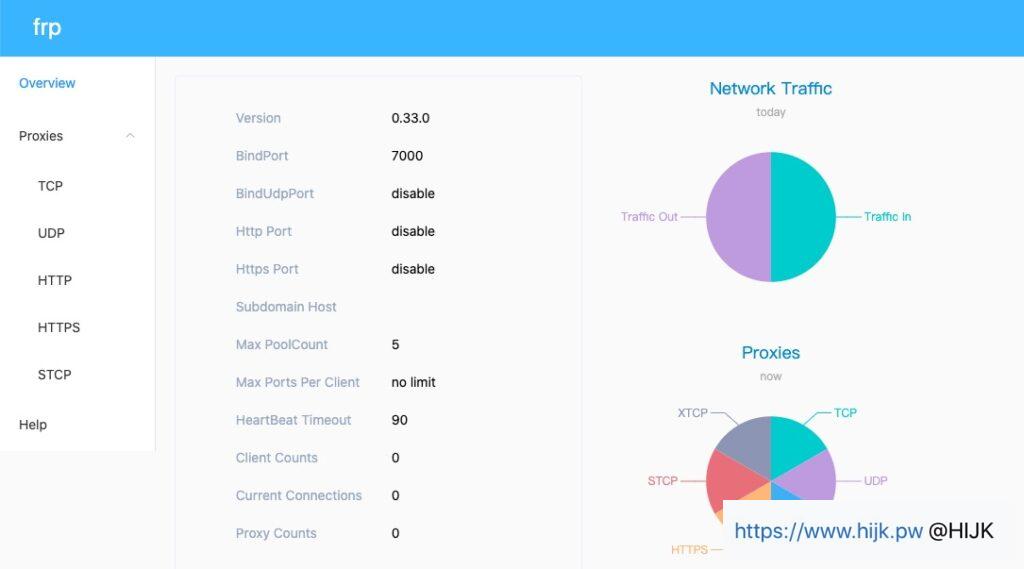 frp
Overview
Proxies
TCP
UDP
HTTP
HTTPS
STCP
Help
Version 0.33.0
BindPort 7000
BindUdpPort disable
Http Port disable
Https Port disable
Subdomain Host
Max PoolCount 5
Max Ports Per Client no limit
HeartBeat Timeout 90
Client Counts 0
Current Connections 0
Proxy Counts 0
Network Traffic
today
Traffic Out Traffic In
Proxies
now
XTCP TCP
STCP UDP
HTTPS
https://www.hijk.pw @HIJK